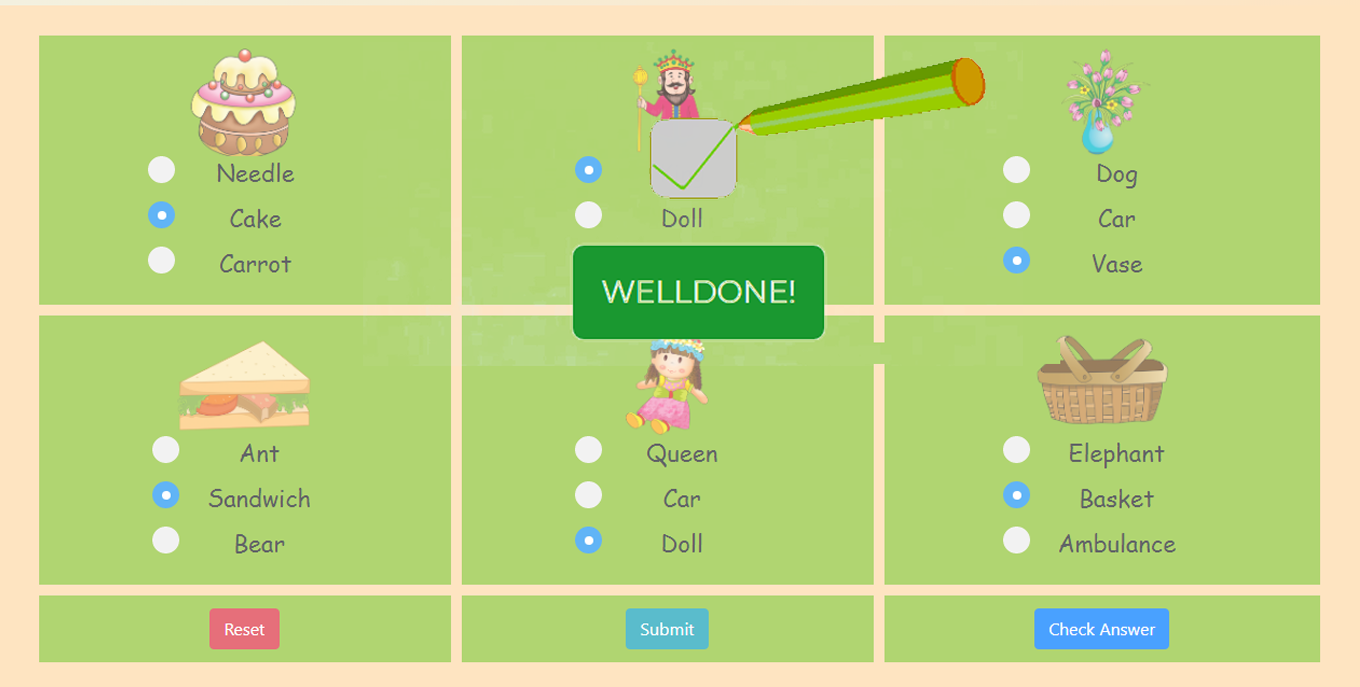 Needle
Cake
Carrot
Doll
Dog
Car
Vase
WELLDONE!
Ant
Sandwich
Bear
Queen
Car
Doll
Elephant
Basket
Ambulance
Reset
Submit
Check Answer